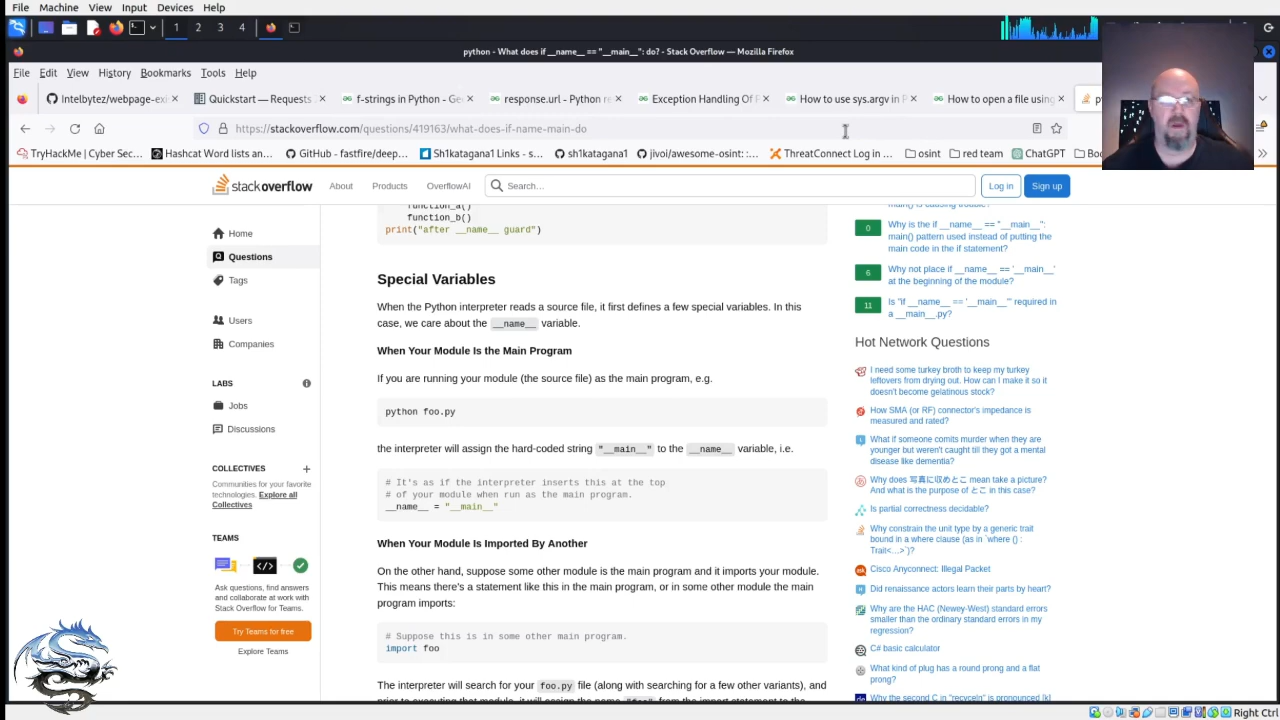 File Machine View Input Devices Help
1 2 3 4
python - What does if __name__ == "__main__": do? - Stack Overflow — Mozilla Firefox
File Edit View History Bookmarks Tools Help
Intelbytez/webpage-exi Quickstart — Requests f-strings in Python - Ge response.url - Python re Exception Handling Of P How to use sys.argv in P How to open a file using py
https://stackoverflow.com/questions/419163/what-does-if-name-main-do
TryHackMe | Cyber Sec... Hashcat Word lists an... GitHub - fastfire/deep... Sh1katagana1 Links - s... sh1katagana1 jivoi/awesome-osint: ... ThreatConnect Log in ... osint red team ChatGPT Boo
stackoverflow About Products OverflowAI Search... Log in Sign up
Home
Questions
Tags
Users
Companies
LABS
Jobs
Discussions
COLLECTIVES
Communities for your favorite
technologies. Explore all
Collectives
TEAMS
Ask questions, find answers
and collaborate at work with
Stack Overflow for Teams.
Try Teams for free
Explore Teams
function_a()
function_b()
print("after __name__ guard")
Special Variables
When the Python interpreter reads a source file, it first defines a few special variables. In this
case, we care about the __name__ variable.
When Your Module Is the Main Program
If you are running your module (the source file) as the main program, e.g.
python foo.py
the interpreter will assign the hard-coded string "__main__" to the __name__ variable, i.e.
# It's as if the interpreter inserts this at the top
# of your module when run as the main program.
__name__ = "__main__"
When Your Module Is Imported By Another
On the other hand, suppose some other module is the main program and it imports your module.
This means there's a statement like this in the main program, or in some other module the main
program imports:
# Suppose this is in some other main program.
import foo
The interpreter will search for your foo.py file (along with searching for a few other variants), and
main() is causing trouble?
0 Why is the if __name__ == "__main__":
main() pattern used instead of putting the
main code in the if statement?
6 Why not place if __name__ == '__main__'
at the beginning of the module?
11 Is "if __name__ == '__main__'" required in
a __main__.py?
Hot Network Questions
I need some turkey broth to keep my turkey
leftovers from drying out. How can I make it so it
doesn't become gelatinous stock?
How SMA (or RF) connector's impedance is
measured and rated?
What if someone comits murder when they are
younger but weren't caught till they got a mental
disease like dementia?
Why does 写真に収めとこ mean take a picture?
And what is the purpose of とこ in this case?
Is partial correctness decidable?
Why constrain the unit type by a generic trait
bound in a where clause (as in `where () :
Trait<…>`)?
Cisco Anyconnect: Illegal Packet
Did renaissance actors learn their parts by heart?
Why are the HAC (Newey-West) standard errors
smaller than the ordinary standard errors in my
regression?
C# basic calculator
What kind of plug has a round prong and a flat
prong?
Why the second C in "recyceln" is pronounced [k]
Right Ctrl